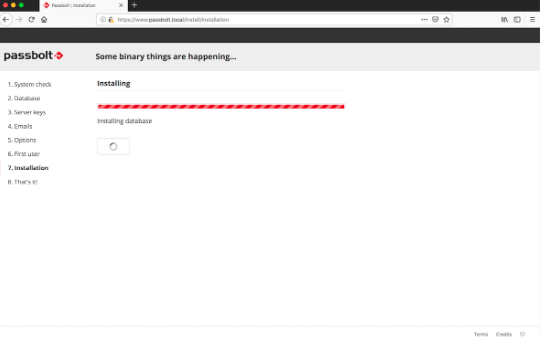 Passbolt | Installation
https://www.passbolt.local/install/installation
passbolt
Some binary things are happening...
1. System check
2. Database
3. Server keys
4. Emails
5. Options
6. First user
7. Installation
8. That's it!
Installing
Installing database
Terms
Credits